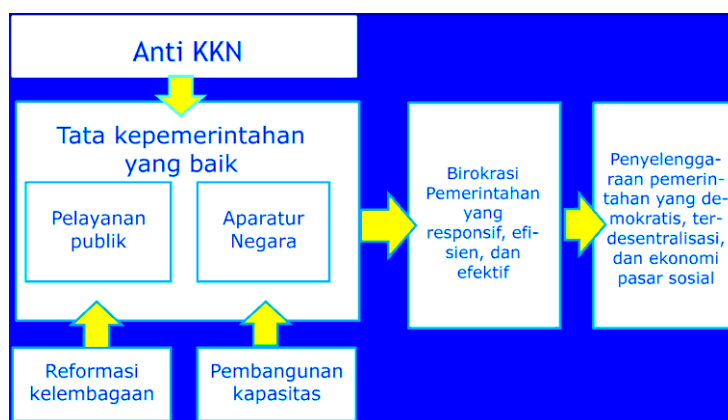 Anti KKN
Tata kepemerintahan
yang baik
Pelayanan
publik
Aparatur
Negara
Reformasi
kelembagaan
Pembangunan
kapasitas
Birokrasi
Pemerintahan
yang
responsif, efi-
sien, dan
efektif
Penyelengga-
raan pemerin-
tahan yang de-
mokratis, ter-
desentralisasi,
dan ekonomi
pasar sosial